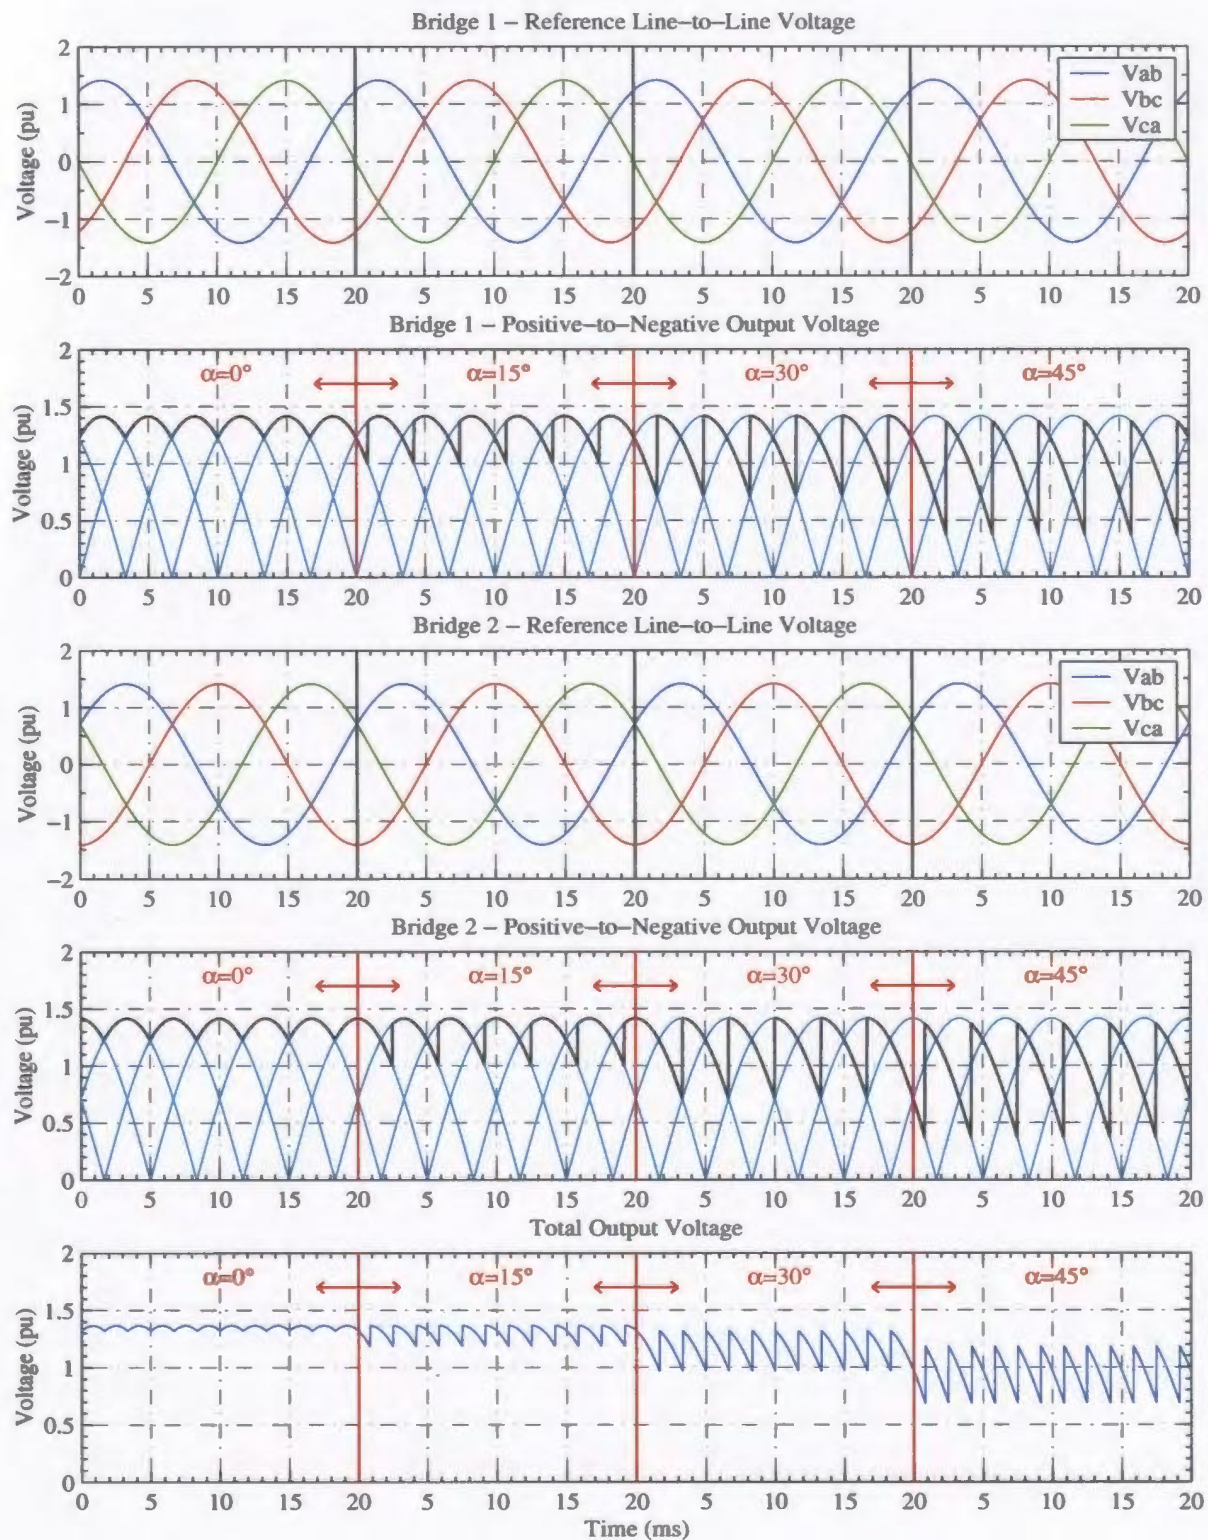 Bridge 1 – Reference Line–to–Line Voltage
Voltage (pu)
2
1
0
−1
−2
Vab
Vbc
Vca
0 5 10 15 20 5 10 15 20 5 10 15 20 5 10 15 20
Bridge 1 – Positive–to–Negative Output Voltage
Voltage (pu)
2
1.5
1
0.5
0
α=0° α=15° α=30° α=45°
0 5 10 15 20 5 10 15 20 5 10 15 20 5 10 15 20
Bridge 2 – Reference Line–to–Line Voltage
Voltage (pu)
2
1
0
−1
−2
Vab
Vbc
Vca
0 5 10 15 20 5 10 15 20 5 10 15 20 5 10 15 20
Bridge 2 – Positive–to–Negative Output Voltage
Voltage (pu)
2
1.5
1
0.5
0
α=0° α=15° α=30° α=45°
0 5 10 15 20 5 10 15 20 5 10 15 20 5 10 15 20
Total Output Voltage
Voltage (pu)
2
1.5
1
0.5
0
α=0° α=15° α=30° α=45°
0 5 10 15 20 5 10 15 20 5 10 15 20 5 10 15 20
Time (ms)